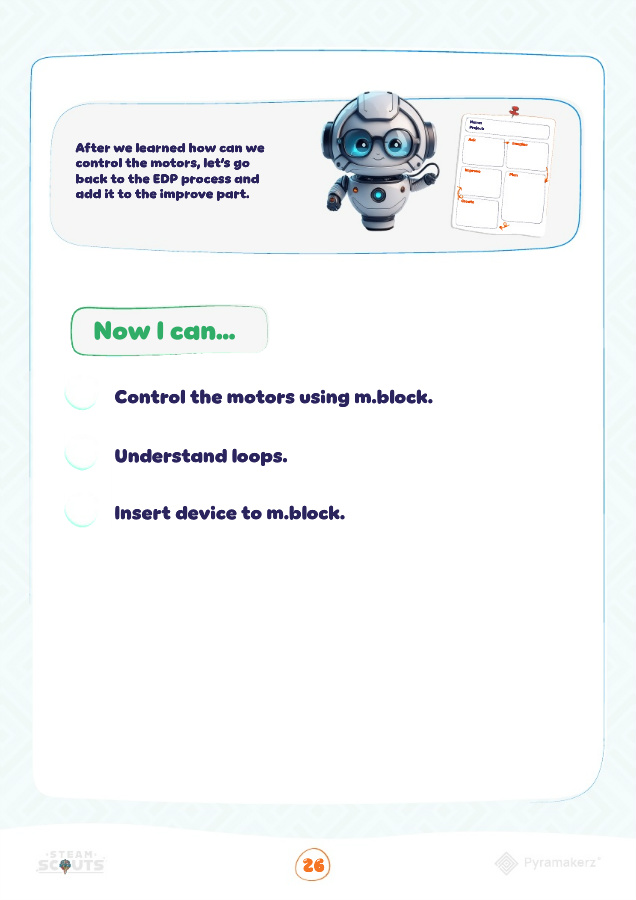 After we learned how can we
control the motors, let's go
back to the EDP process and
add it to the improve part.
Name:
Project:
Ask
Imagine
Improve
Plan
Create
Now I can...
Control the motors using m.block.
Understand loops.
Insert device to m.block.
STEAM
SCOUTS
26
Pyramakerz